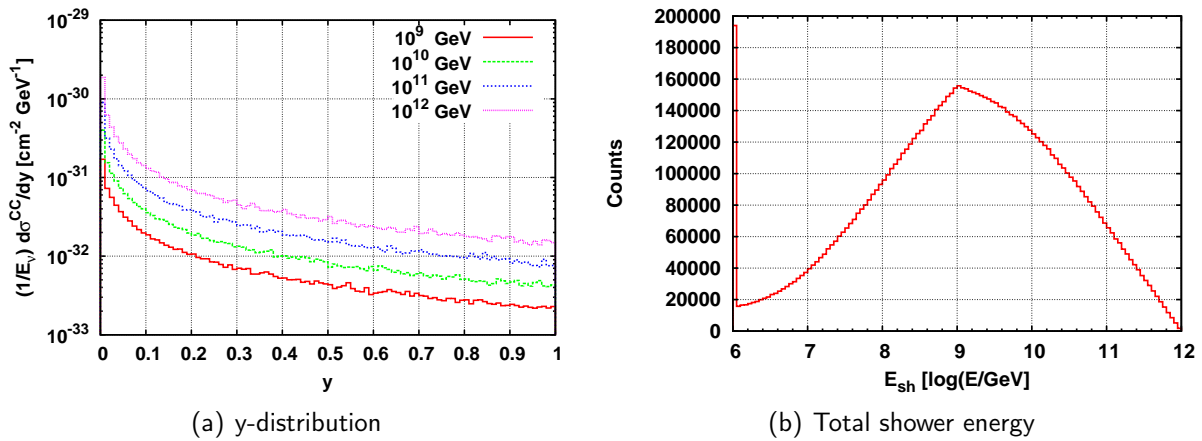 10^-29
10^-30
10^-31
10^-32
10^-33
(1/E_ν) dσ^CC/dy [cm^-2 GeV^-1]
10^9 GeV
10^10 GeV
10^11 GeV
10^12 GeV
0 0.1 0.2 0.3 0.4 0.5 0.6 0.7 0.8 0.9 1
y
(a) y-distribution
200000
180000
160000
140000
120000
100000
80000
60000
40000
20000
0
Counts
6 7 8 9 10 11 12
E_sh [log(E/GeV]
(b) Total shower energy